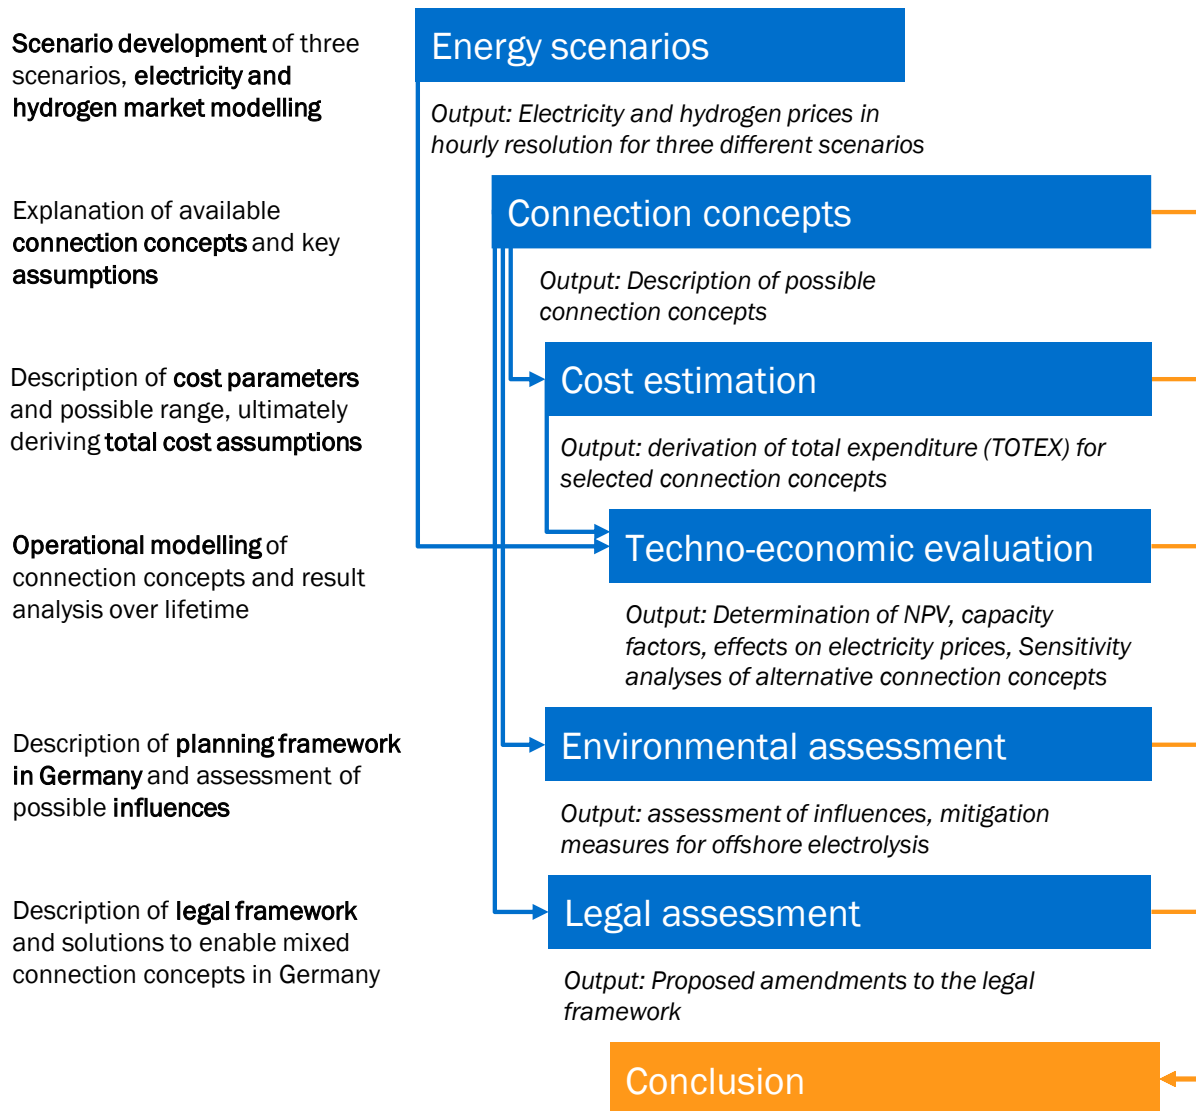 Scenario development of three
scenarios, electricity and
hydrogen market modelling
Energy scenarios
Output: Electricity and hydrogen prices in
hourly resolution for three different scenarios
Explanation of available
connection concepts and key
assumptions
Connection concepts
Output: Description of possible
connection concepts
Description of cost parameters
and possible range, ultimately
deriving total cost assumptions
Cost estimation
Output: derivation of total expenditure (TOTEX) for
selected connection concepts
Operational modelling of
connection concepts and result
analysis over lifetime
Techno-economic evaluation
Output: Determination of NPV, capacity
factors, effects on electricity prices, Sensitivity
analyses of alternative connection concepts
Description of planning framework
in Germany and assessment of
possible influences
Environmental assessment
Output: assessment of influences, mitigation
measures for offshore electrolysis
Description of legal framework
and solutions to enable mixed
connection concepts in Germany
Legal assessment
Output: Proposed amendments to the legal
framework
Conclusion